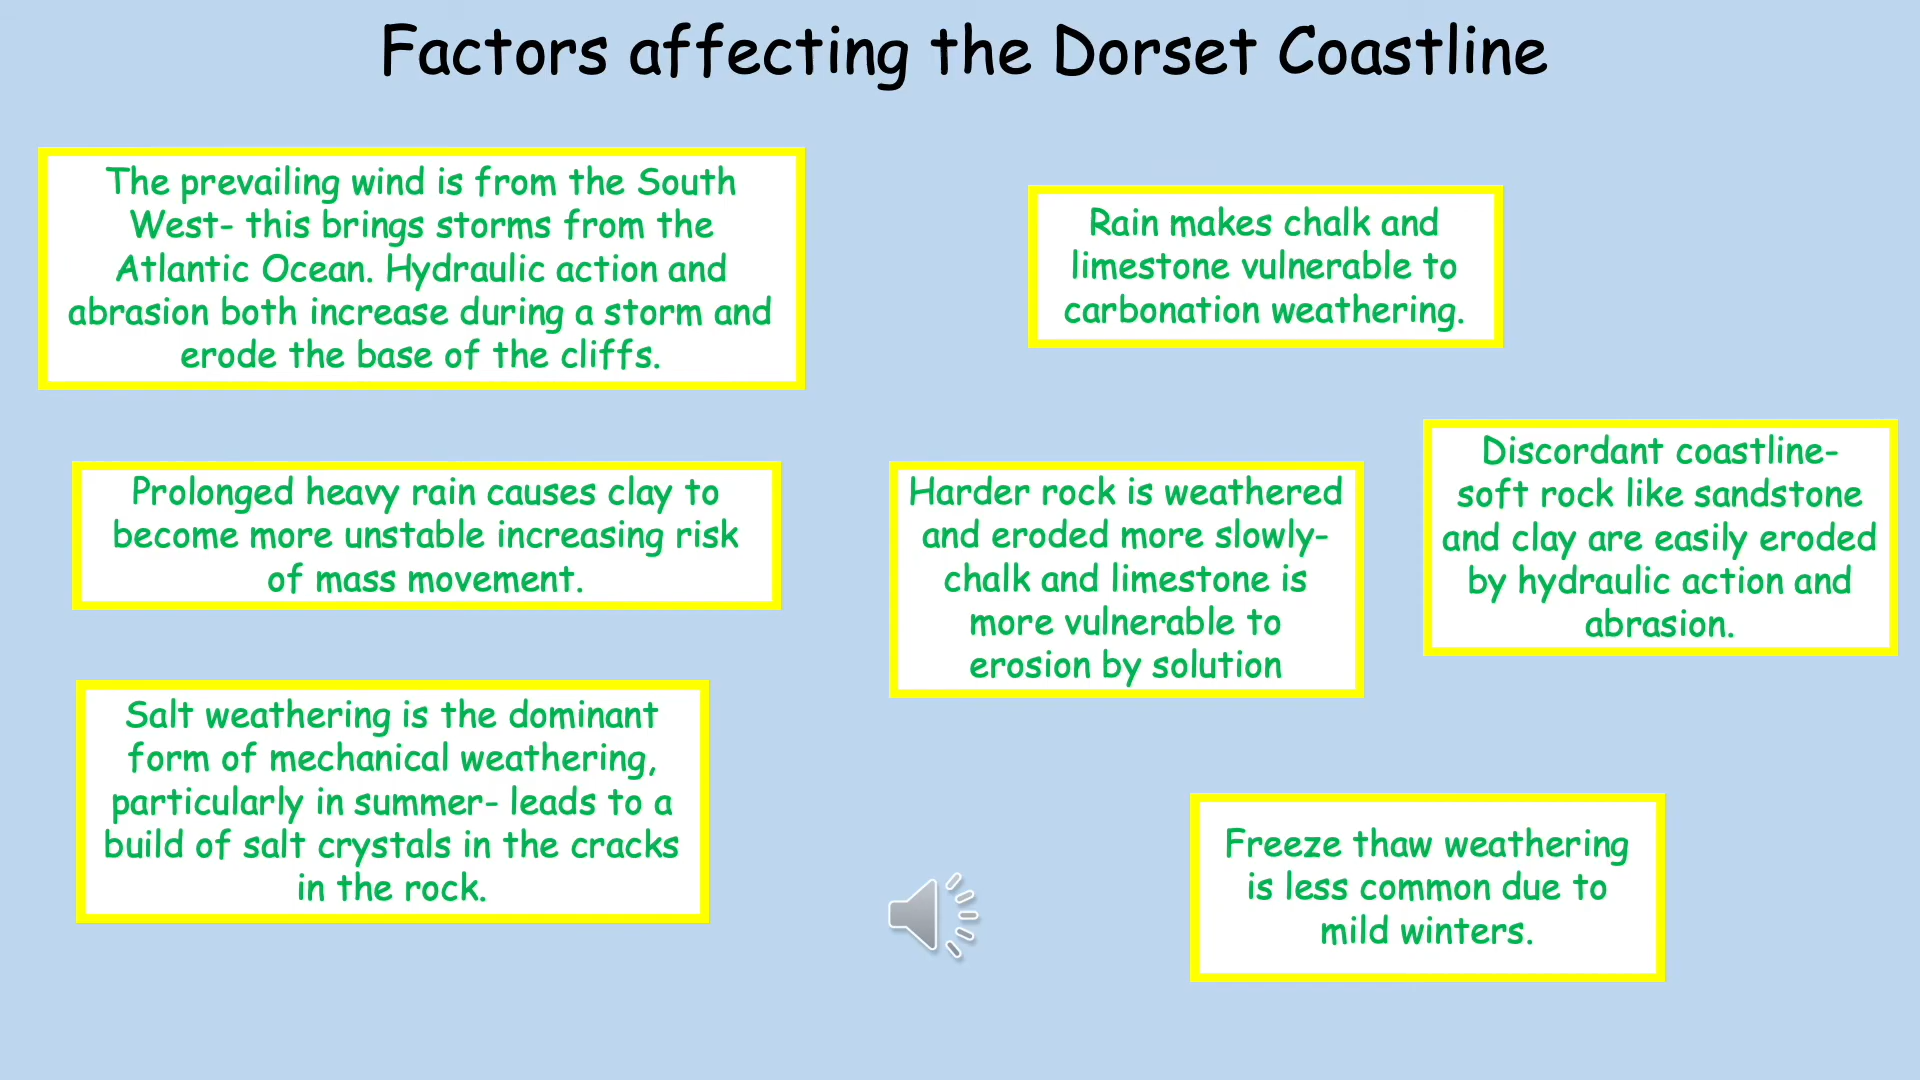 Factors affecting the Dorset Coastline
The prevailing wind is from the South
West- this brings storms from the
Atlantic Ocean. Hydraulic action and
abrasion both increase during a storm and
erode the base of the cliffs.
Rain makes chalk and
limestone vulnerable to
carbonation weathering.
Prolonged heavy rain causes clay to
become more unstable increasing risk
of mass movement.
Harder rock is weathered
and eroded more slowly-
chalk and limestone is
more vulnerable to
erosion by solution
Discordant coastline-
soft rock like sandstone
and clay are easily eroded
by hydraulic action and
abrasion.
Salt weathering is the dominant
form of mechanical weathering,
particularly in summer- leads to a
build of salt crystals in the cracks
in the rock.
Freeze thaw weathering
is less common due to
mild winters.